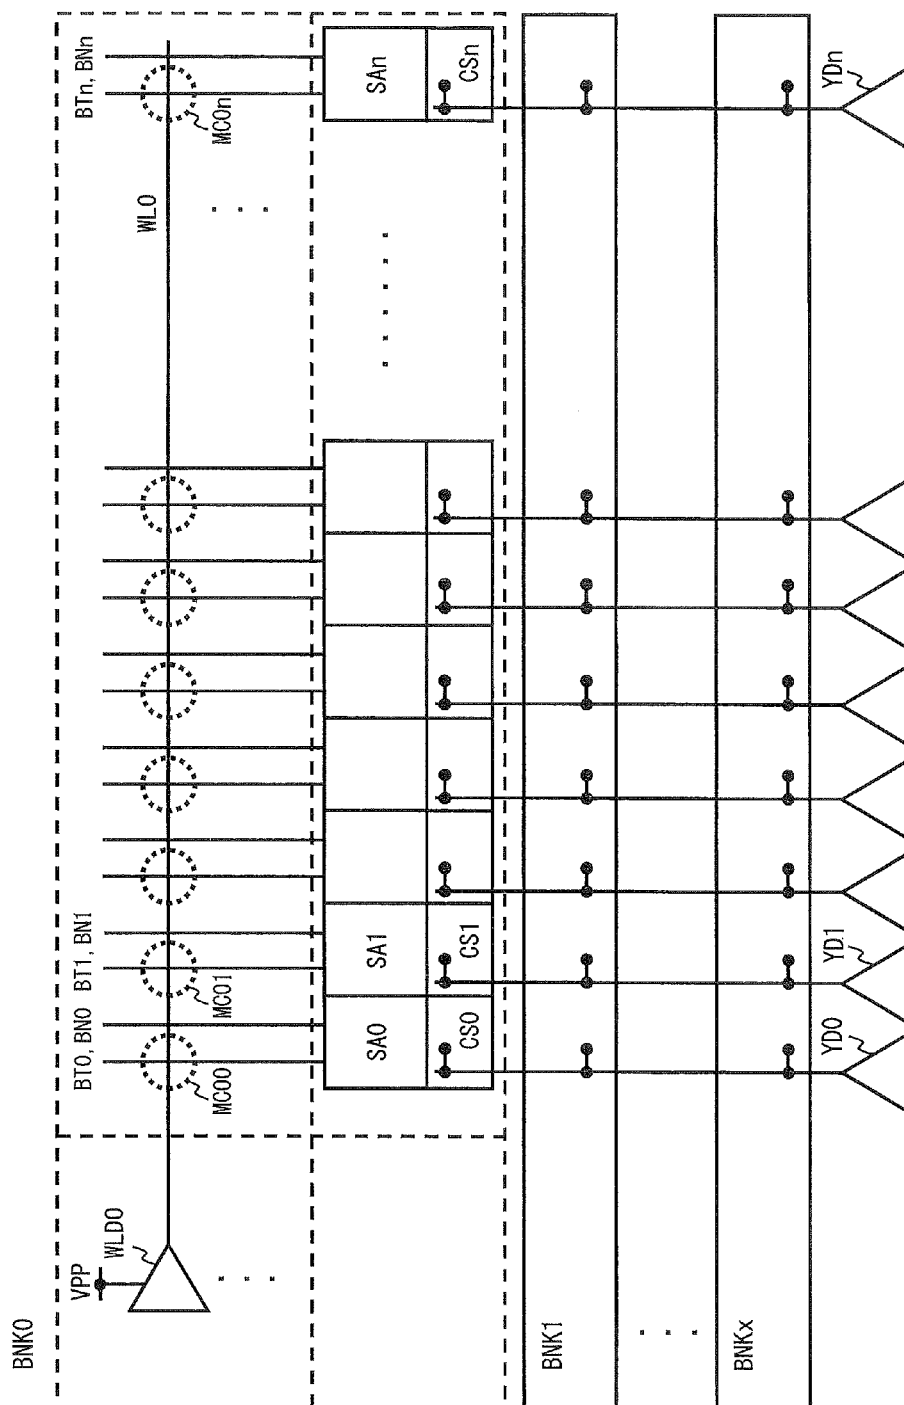 BNK0
VPP
WLD0
WL0
BT0, BN0
BT1, BN1
BTn, BNn
MC00
MC01
MC0n
SA0
SA1
SAn
CS0
CS1
CSn
BNK1
BNKx
YD0
YD1
YDn